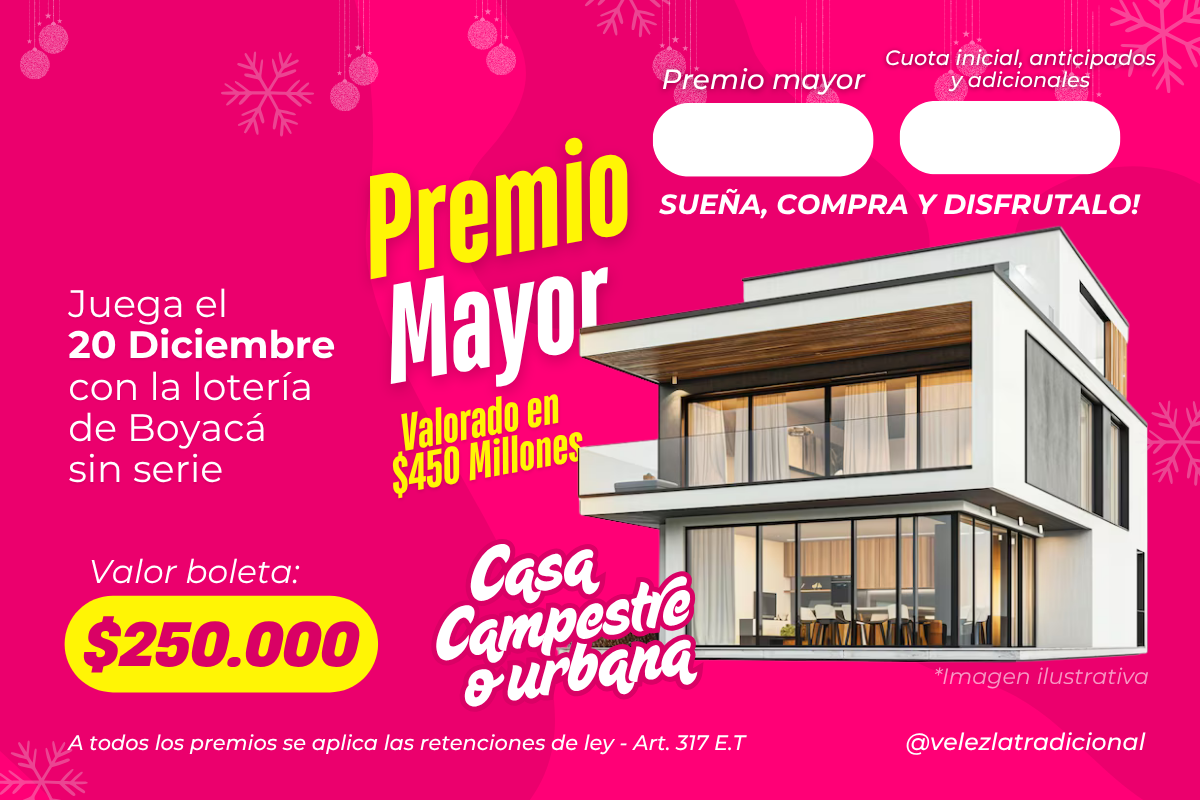 Premio mayor
Cuota inicial, anticipados
y adicionales
SUEÑA, COMPRA Y DISFRUTALO!
Premio
Mayor
Valorado en
$450 Millones
Juega el
20 Diciembre
con la lotería
de Boyacá
sin serie
Valor boleta:
$250.000
Casa
Campestre
o urbana
*Imagen ilustrativa
A todos los premios se aplica las retenciones de ley - Art. 317 E.T
@velezlatradicional